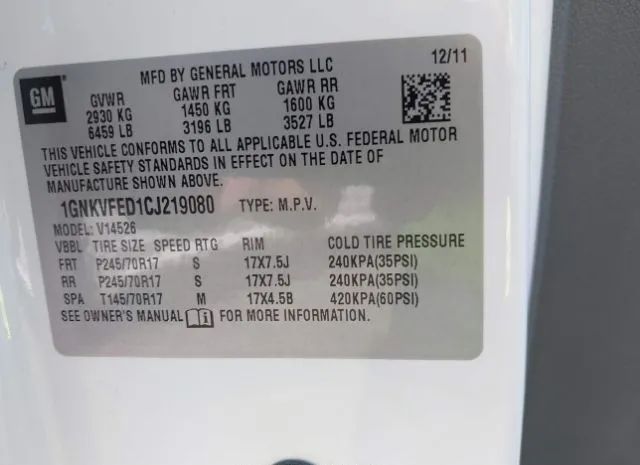 MFD BY GENERAL MOTORS LLC 12/11
GM
GVWR GAWR FRT GAWR RR
2930 KG 1450 KG 1600 KG
6459 LB 3196 LB 3527 LB
THIS VEHICLE CONFORMS TO ALL APPLICABLE U.S. FEDERAL MOTOR
VEHICLE SAFETY STANDARDS IN EFFECT ON THE DATE OF
MANUFACTURE SHOWN ABOVE.
1GNKVFED1CJ219080 TYPE: M.P.V.
MODEL: V14526
VBBL TIRE SIZE SPEED RTG RIM COLD TIRE PRESSURE
FRT P245/70R17 S 17X7.5J 240KPA(35PSI)
RR P245/70R17 S 17X7.5J 240KPA(35PSI)
SPA T145/70R17 M 17X4.5B 420KPA(60PSI)
SEE OWNER'S MANUAL FOR MORE INFORMATION.